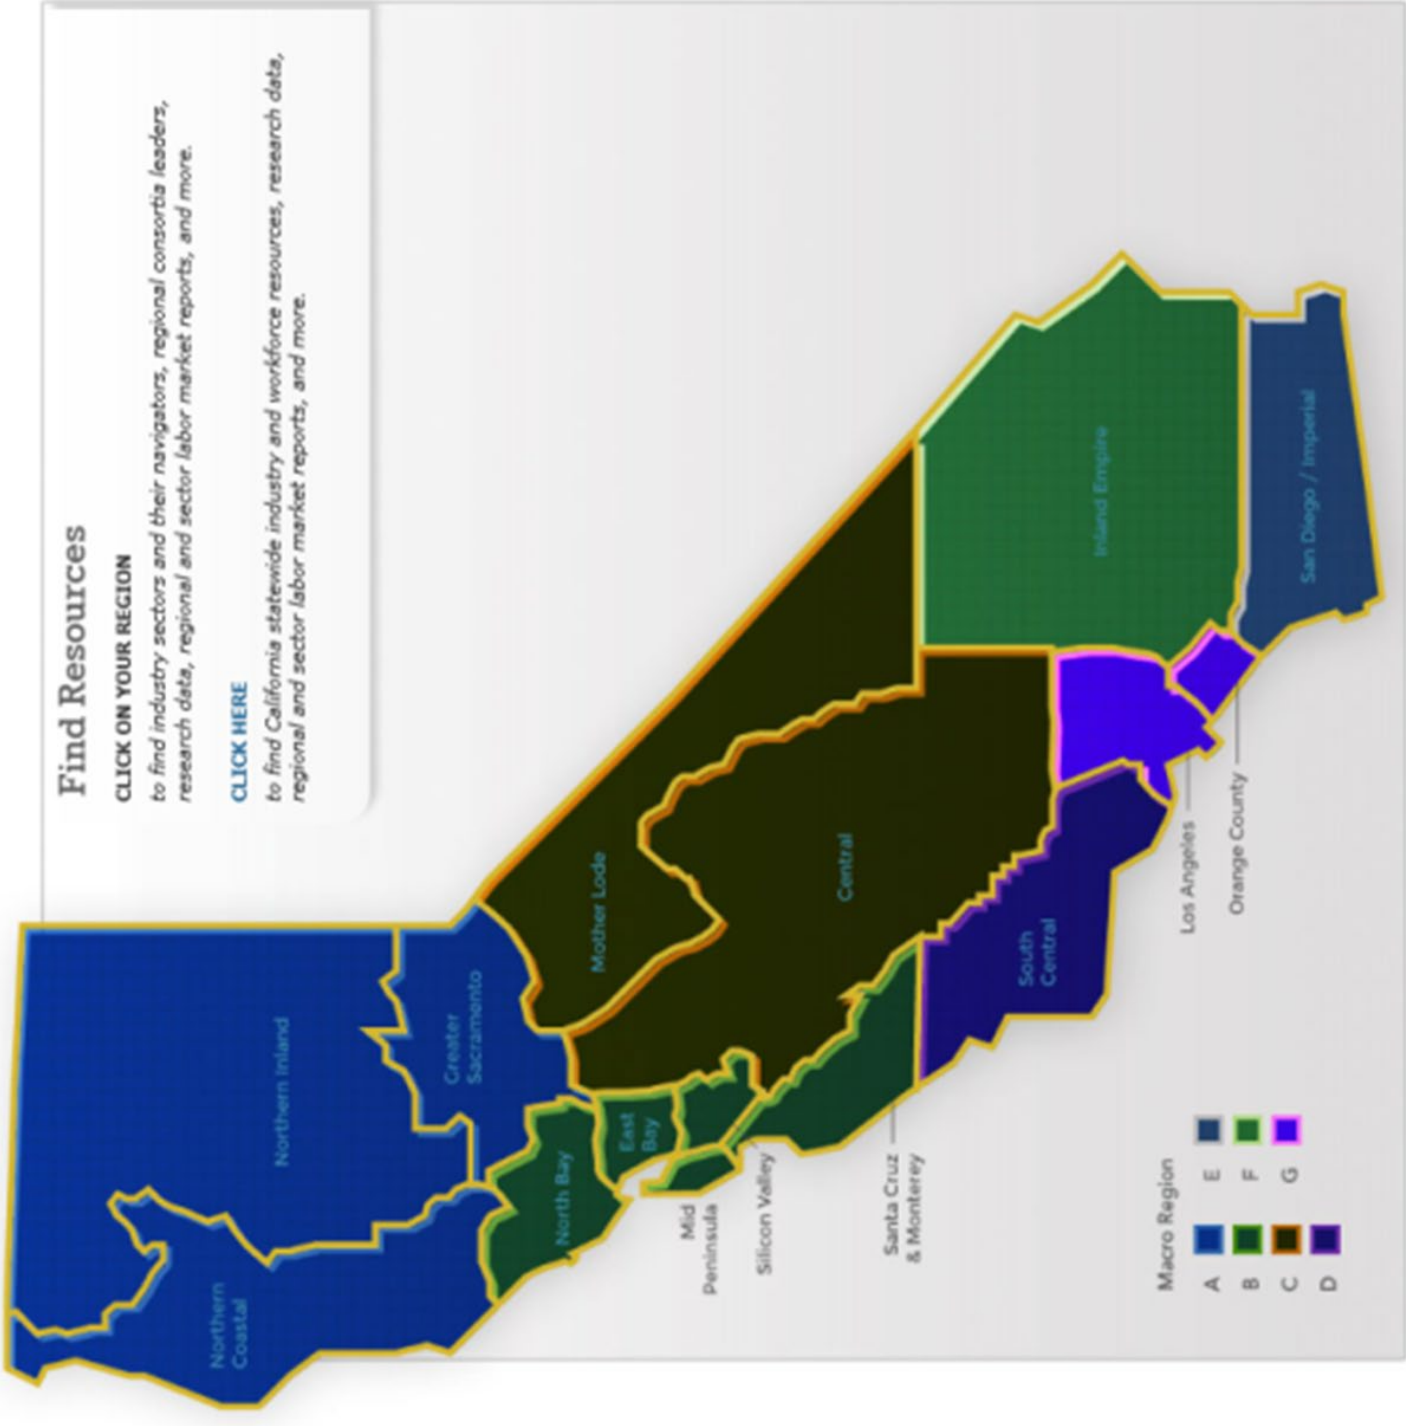 Find Resources
CLICK ON YOUR REGION
to find industry sectors and their navigators, regional consortia leaders,
research data, regional and sector labor market reports, and more.
CLICK HERE
to find California statewide industry and workforce resources, research data,
regional and sector labor market reports, and more.
Northern
Coastal
Northern Inland
Greater
Sacramento
North Bay
East
Bay
Mother Lode
Mid
Peninsula
Silicon Valley
Central
Santa Cruz
& Monterey
South
Central
Inland Empire
Los Angeles
Orange County
San Diego / Imperial
Macro Region
A E
B F
C G
D